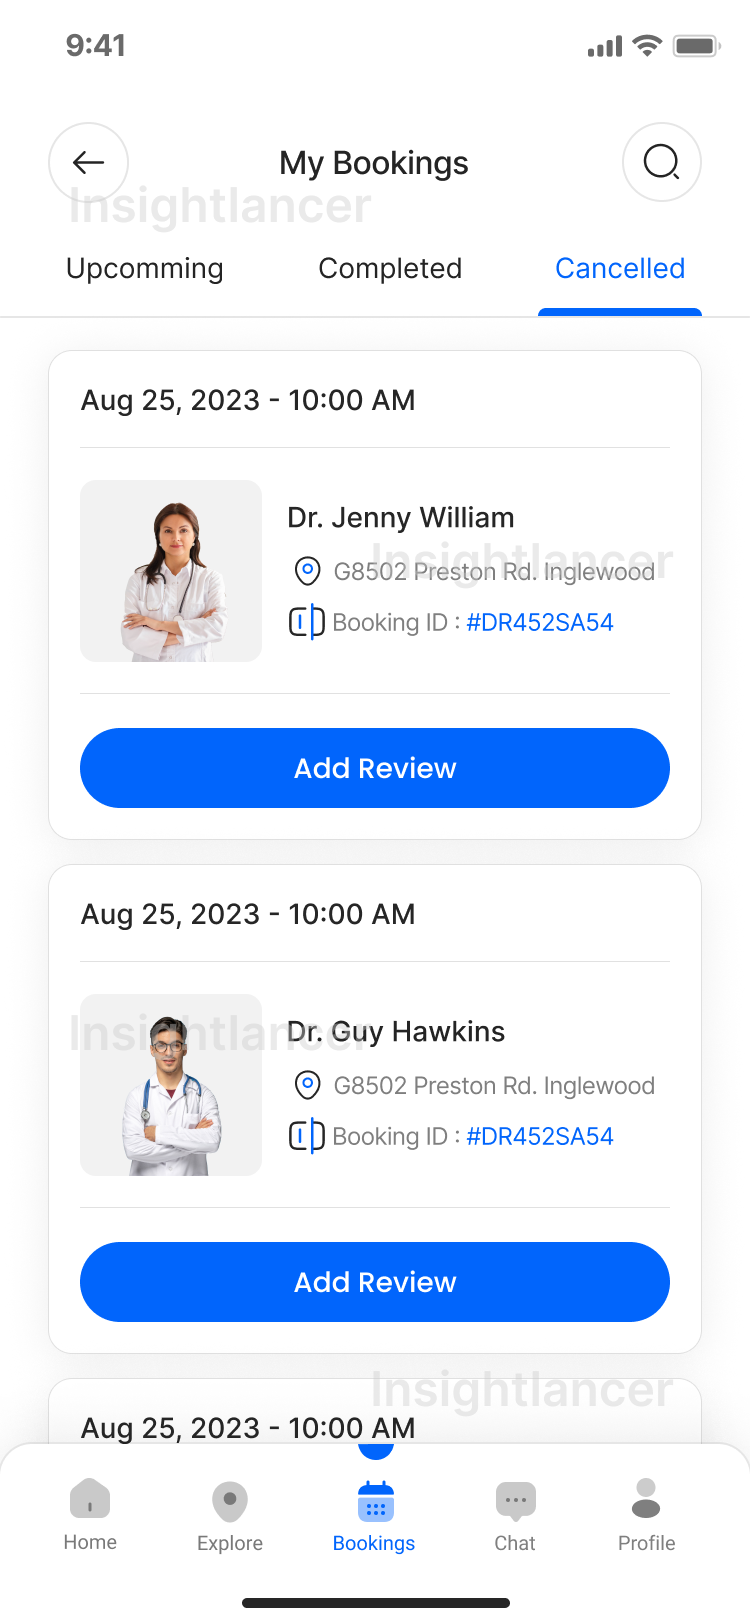 9:41
My Bookings
Insightlancer
Upcomming
Completed
Cancelled
Aug 25, 2023 - 10:00 AM
Dr. Jenny William
Insightlancer
G8502 Preston Rd. Inglewood
Booking ID : #DR452SA54
Add Review
Aug 25, 2023 - 10:00 AM
Insightlancer
Dr. Guy Hawkins
G8502 Preston Rd. Inglewood
Booking ID : #DR452SA54
Add Review
Insightlancer
Aug 25, 2023 - 10:00 AM
Home
Explore
Bookings
Chat
Profile